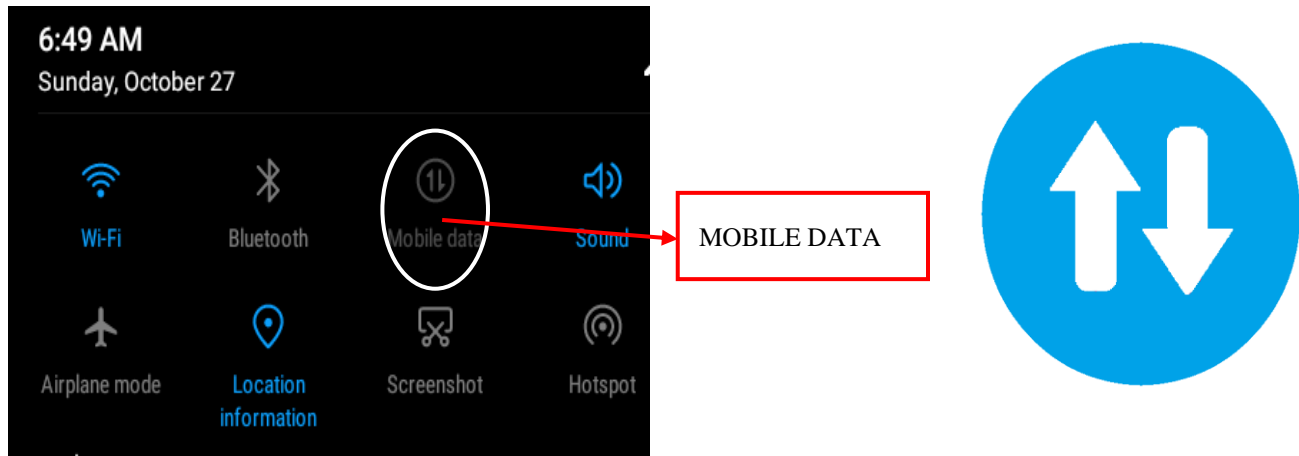 6:49 AM
Sunday, October 27
Wi-Fi
Bluetooth
Mobile data
Sound
MOBILE DATA
Airplane mode
Location
information
Screenshot
Hotspot